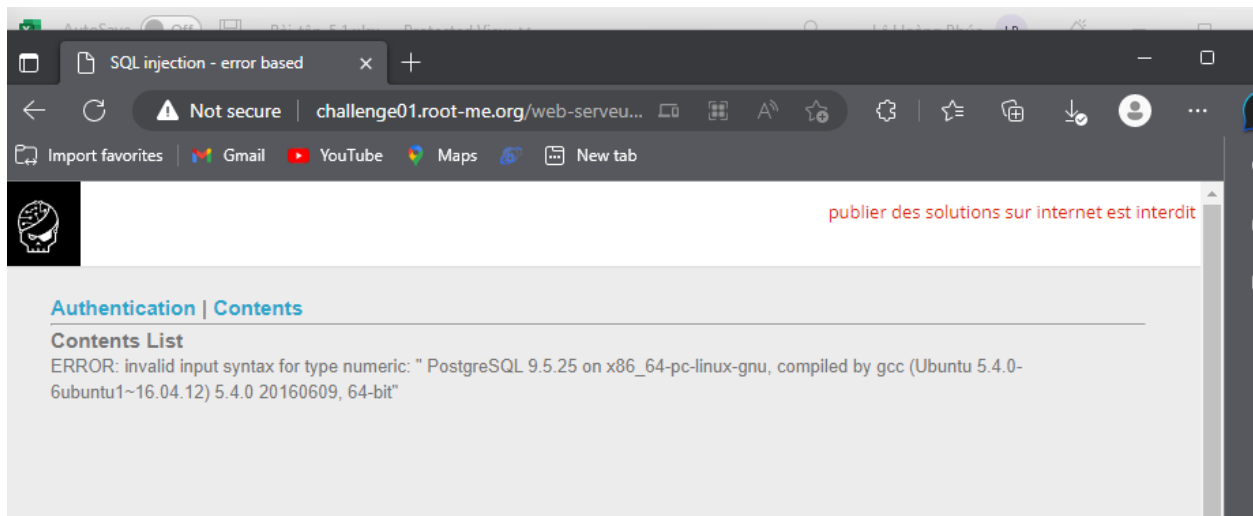 SQL injection - error based
Not secure | challenge01.root-me.org/web-serveu...
Import favorites Gmail YouTube Maps New tab
publier des solutions sur internet est interdit
Authentication | Contents
Contents List
ERROR: invalid input syntax for type numeric: " PostgreSQL 9.5.25 on x86_64-pc-linux-gnu, compiled by gcc (Ubuntu 5.4.0-
6ubuntu1~16.04.12) 5.4.0 20160609, 64-bit"